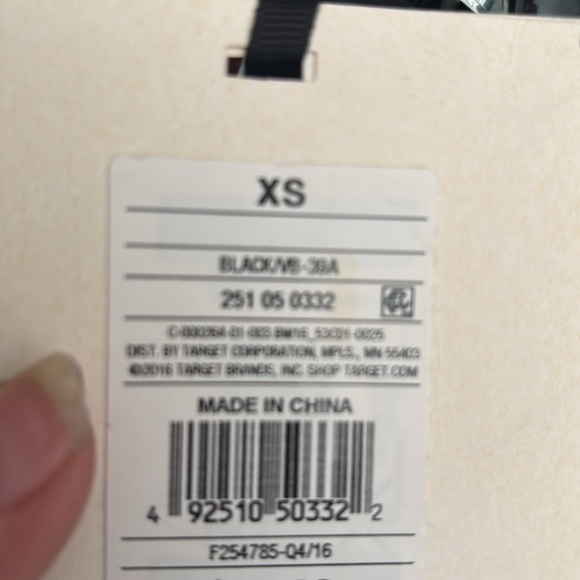 XS
BLACK/VB-39A
251 05 0332
DIST. BY TARGET CORPORATION, MPLS., MN 55403
©2016 TARGET BRANDS, INC. SHOP TARGET.COM
MADE IN CHINA
4 92510 50332 2
F254785-Q4/16